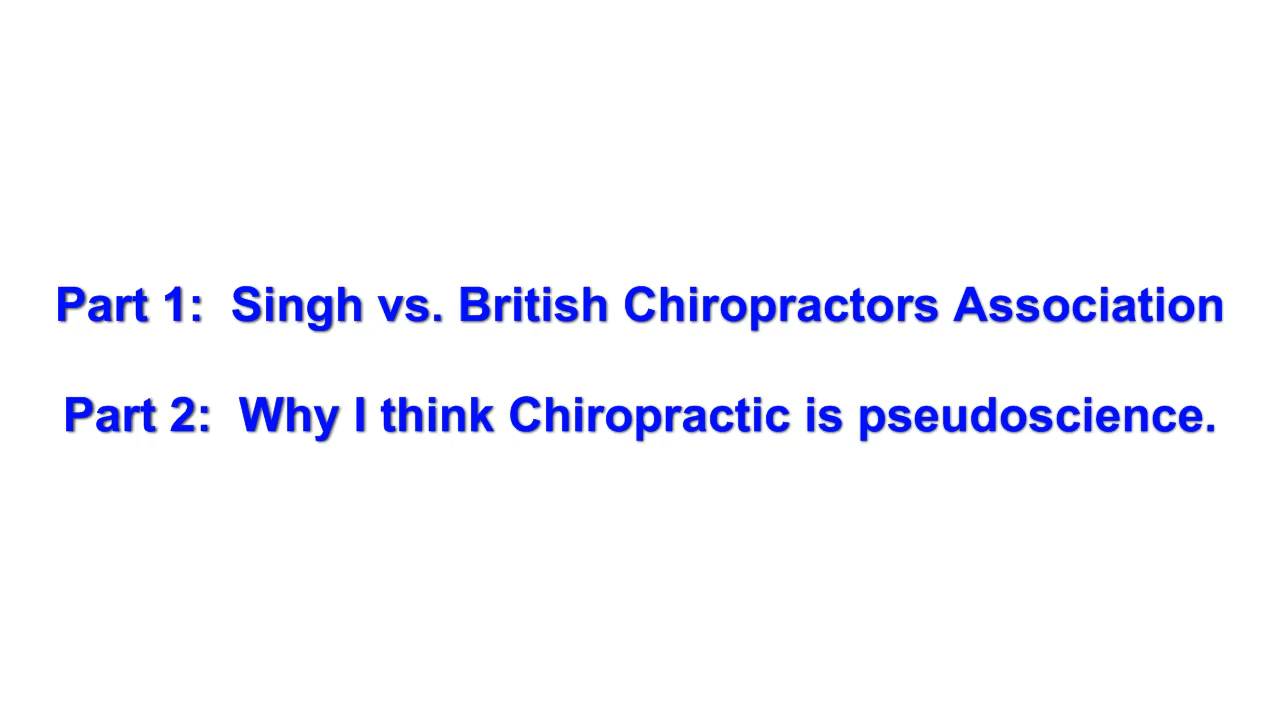 Part 1:  Singh vs. British Chiropractors Association
Part 2:  Why I think Chiropractic is pseudoscience.